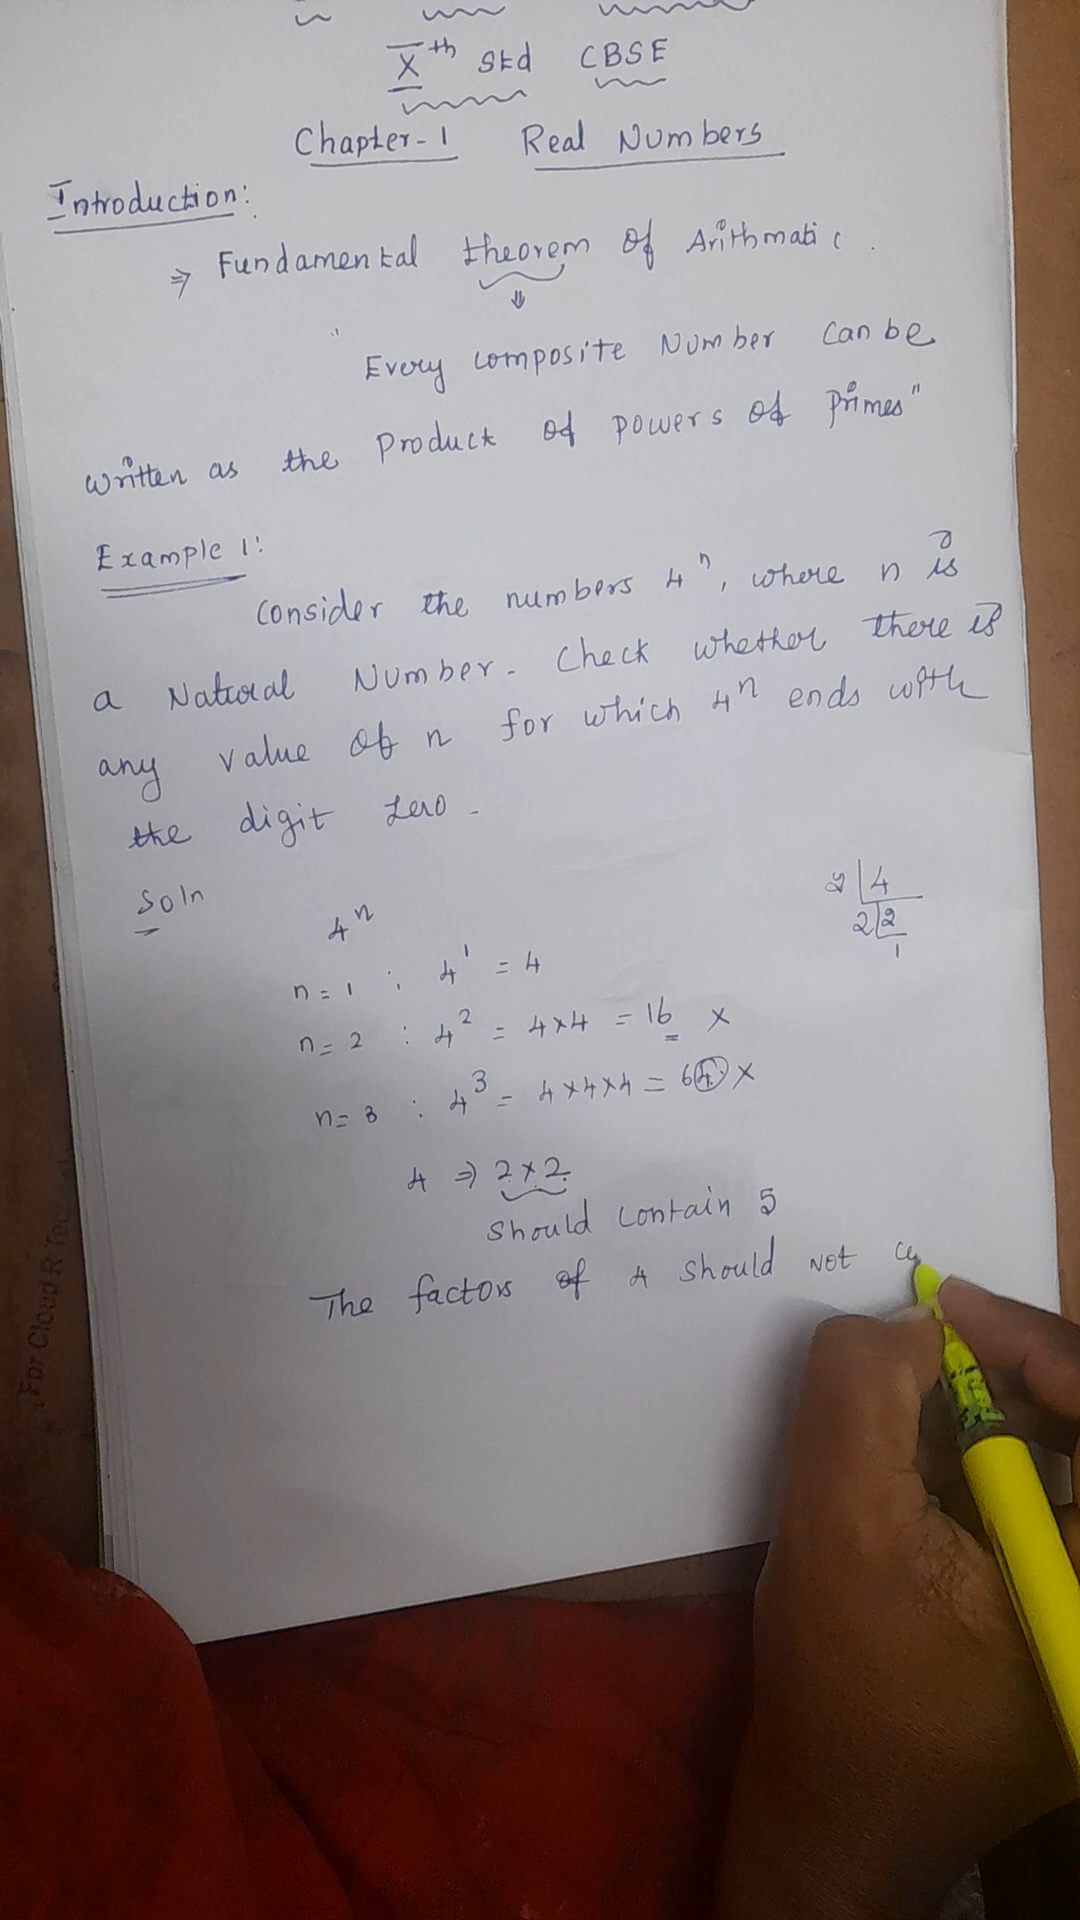 Xth Std CBSE
Chapter-1 Real Numbers
Introduction:
⇒ Fundamental theorem of Arithmatic.
⇓
"Every composite Number can be
written as the Product of powers of Primes"
Example 1:
Consider the numbers 4ⁿ, where n is
a Natural Number. Check whether there is
any value of n for which 4ⁿ ends with
the digit zero.
Soln
2 | 4
2 | 2
1
4ⁿ
n = 1 : 4¹ = 4
n = 2 : 4² = 4×4 = 16 ×
n = 3 : 4³ = 4×4×4 = 64 ×
4 ⇒ 2×2
Should contain 5
The factors of 4 should not
For Cloud